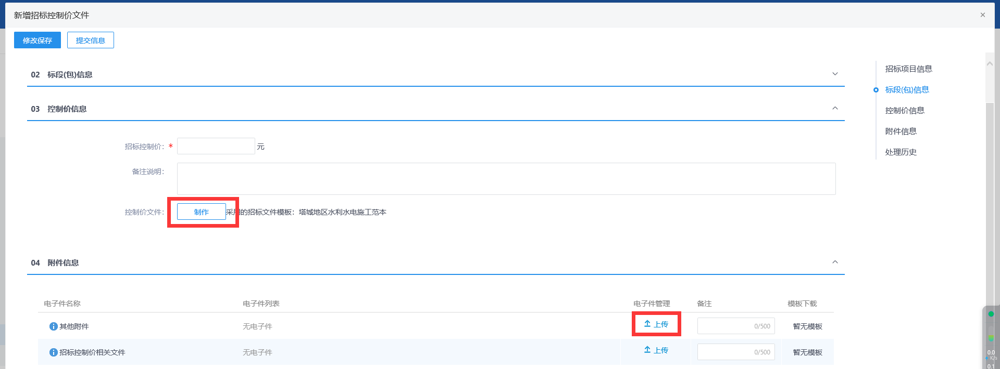 新增招标控制价文件
×
修改保存
提交信息
02 标段(包)信息
03 控制价信息
招标控制价：*
元
备注说明：
控制价文件：
制作
采用的招标文件模板：塔城地区水利水电施工范本
04 附件信息
电子件名称 电子件列表 电子件管理 备注 模板下载
其他附件 无电子件 上传 0/500 暂无模板
招标控制价相关文件 无电子件 上传 0/500 暂无模板
招标项目信息
标段(包)信息
控制价信息
附件信息
处理历史
0.0
K/s
0.1